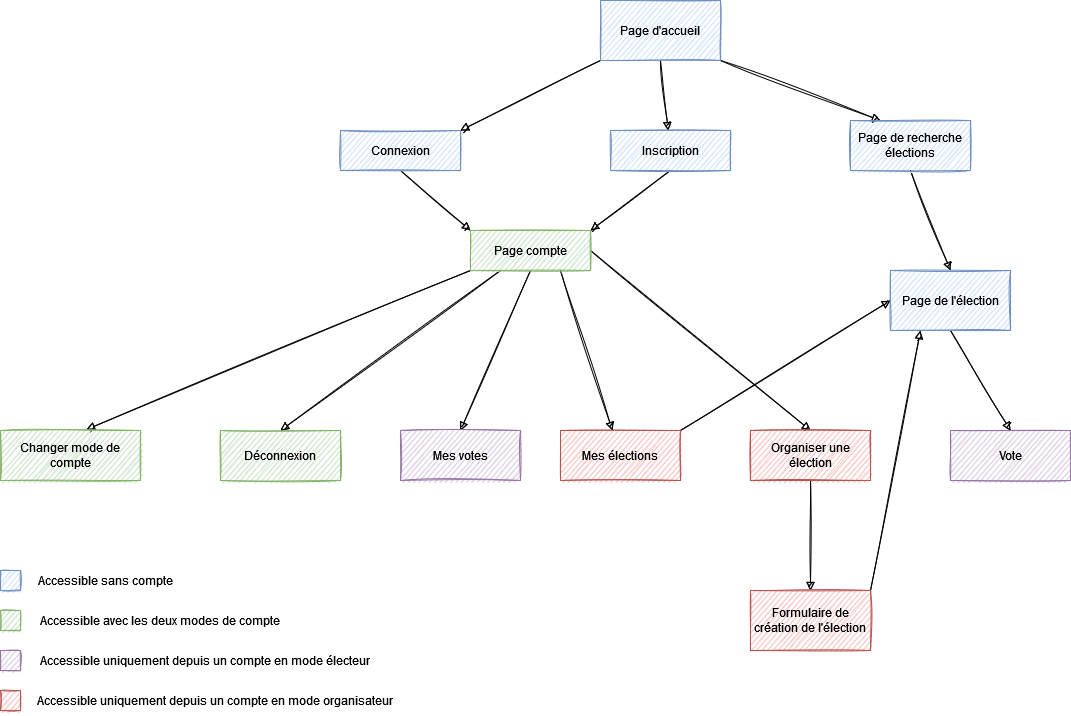 Page d'accueil
Connexion
Inscription
Page de recherche
élections
Page compte
Page de l'élection
Changer mode de
compte
Déconnexion
Mes votes
Mes élections
Organiser une
élection
Vote
Accessible sans compte
Accessible avec les deux modes de compte
Formulaire de
création de l'élection
Accessible uniquement depuis un compte en mode électeur
Accessible uniquement depuis un compte en mode organisateur